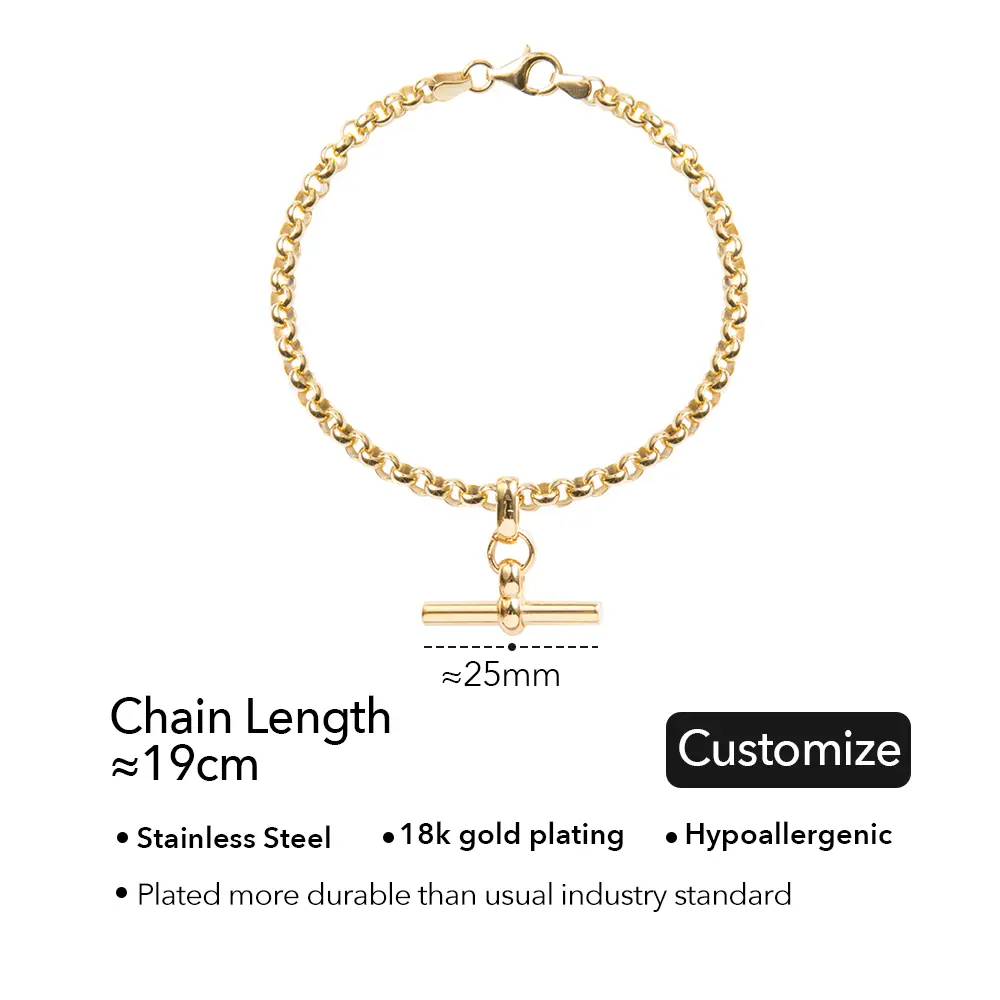 ≈25mm
Chain Length
≈19cm
Customize
• Stainless Steel
• 18k gold plating
• Hypoallergenic
• Plated more durable than usual industry standard